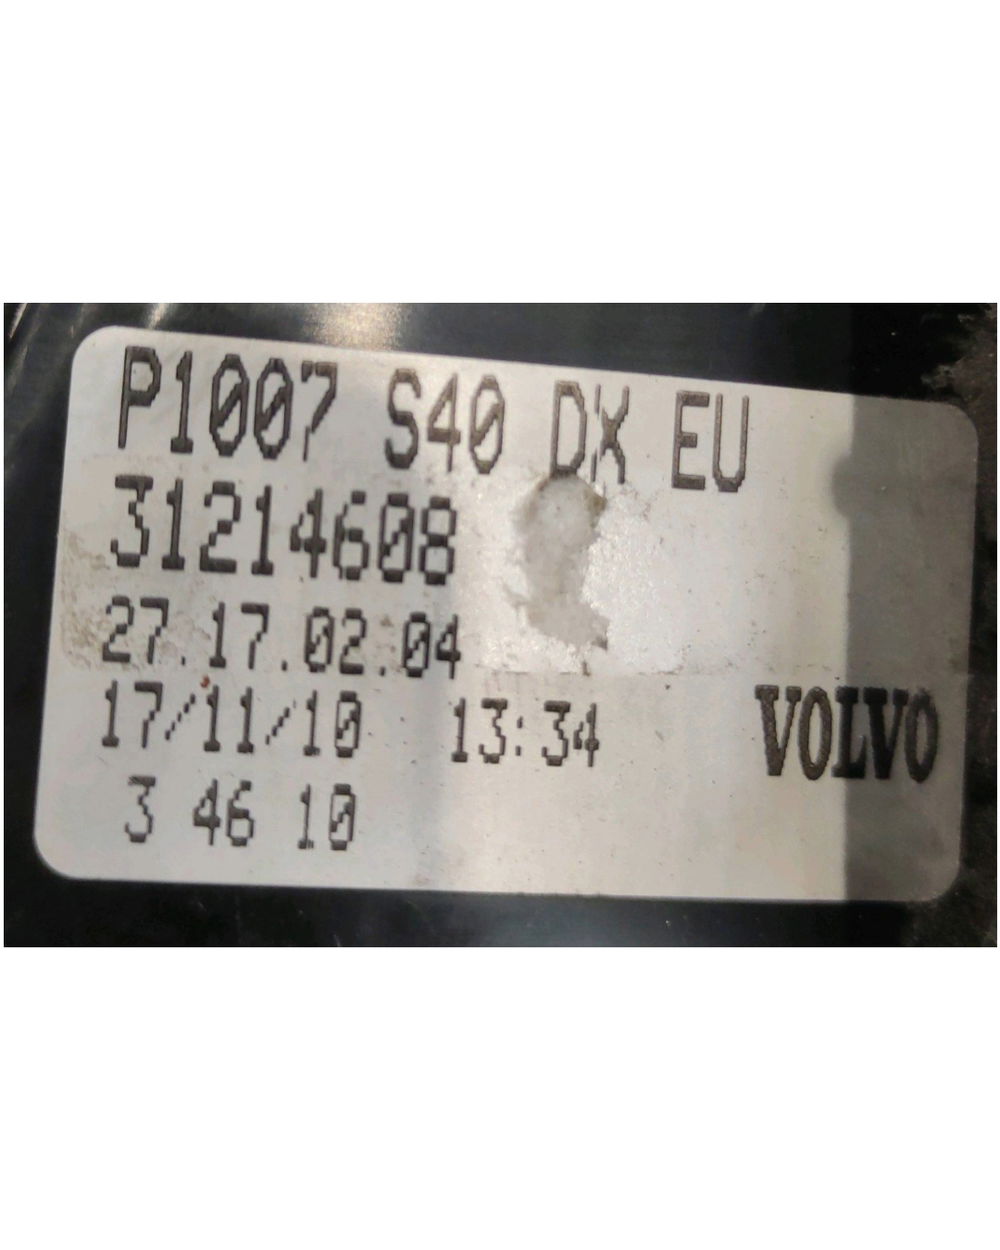 P1007 S40 DX EU
31214608
27.17.02.04
17/11/10 13:34 VOLVO
3 46 10